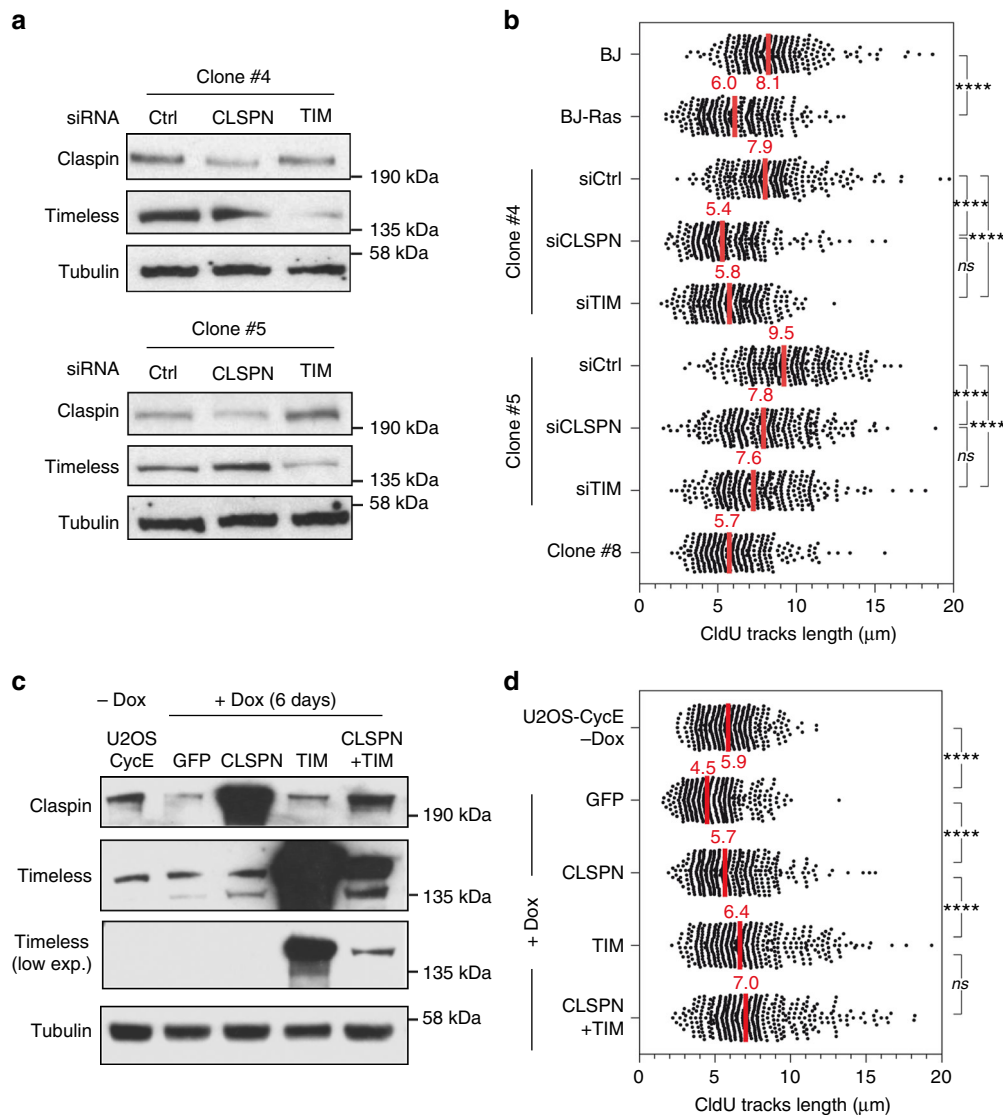 a
Clone #4
siRNA Ctrl CLSPN TIM
Claspin
190 kDa
Timeless
135 kDa
58 kDa
Tubulin
Clone #5
siRNA Ctrl CLSPN TIM
Claspin
190 kDa
Timeless
135 kDa
58 kDa
Tubulin
b
BJ
6.0 8.1
****
BJ-Ras
7.9
Clone #4
siCtrl
5.4
****
siCLSPN
****
5.8
ns
siTIM
9.5
Clone #5
siCtrl
7.8
****
siCLSPN
****
7.6
ns
siTIM
5.7
Clone #8
0 5 10 15 20
CldU tracks length (μm)
c
– Dox + Dox (6 days)
U2OS CLSPN
CycE GFP CLSPN TIM +TIM
Claspin
190 kDa
Timeless
135 kDa
Timeless
(low exp.)
135 kDa
58 kDa
Tubulin
d
U2OS-CycE
–Dox
4.5 5.9
****
+ Dox
GFP
5.7
****
CLSPN
6.4
****
TIM
7.0
ns
CLSPN
+TIM
0 5 10 15 20
CldU tracks length (μm)